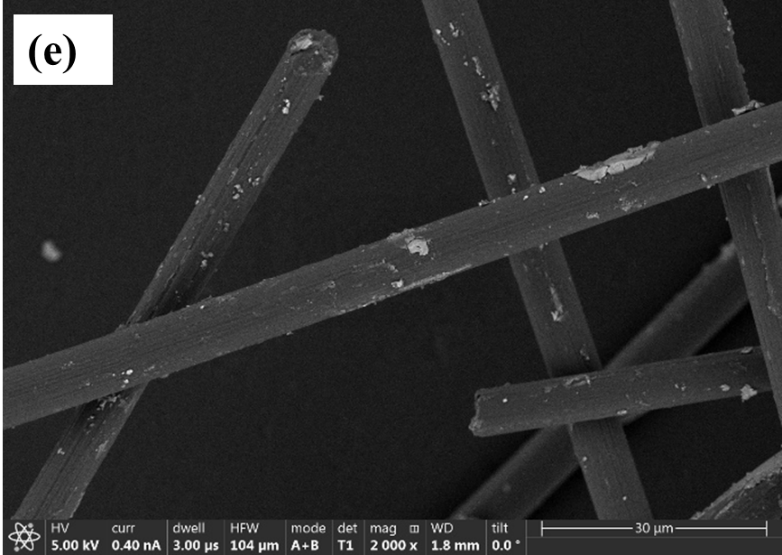 (e)
HV curr dwell HFW mode det mag WD tilt
5.00 kV 0.40 nA 3.00 µs 104 µm A+B T1 2 000 x 1.8 mm 0.0 °
30 µm